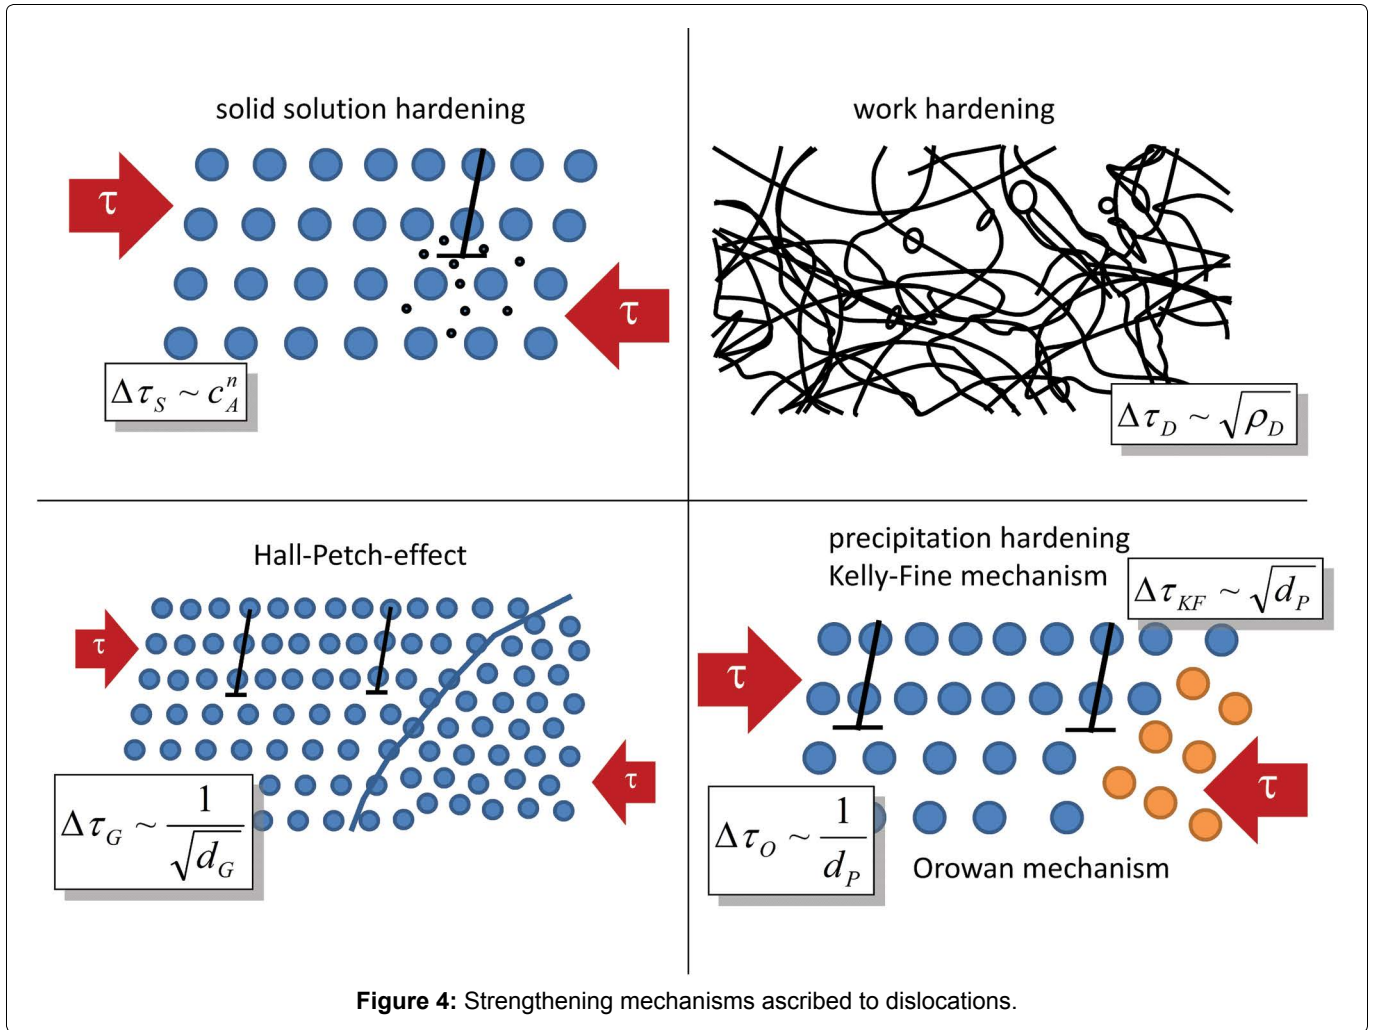 solid solution hardening
τ
τ
Δτ_S ~ c_A^n
work hardening
Δτ_D ~ √ρ_D
Hall-Petch-effect
τ
τ
Δτ_G ~ 1/√d_G
precipitation hardening
Kelly-Fine mechanism
Δτ_KF ~ √d_P
τ
τ
Δτ_O ~ 1/d_P
Orowan mechanism
Figure 4: Strengthening mechanisms ascribed to dislocations.